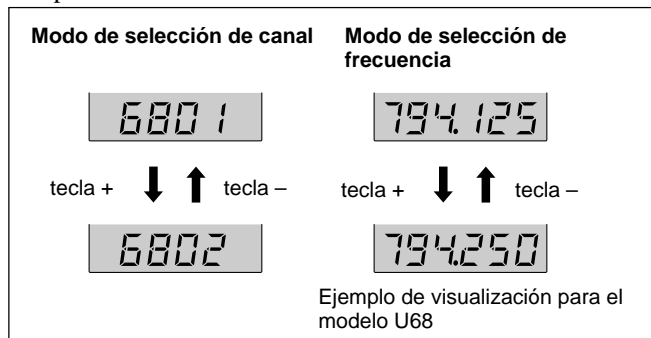 Modo de selección de canal
Modo de selección de
frecuencia
6801
794.125
tecla +
tecla –
tecla +
tecla –
6802
794.250
Ejemplo de visualización para el
modelo U68